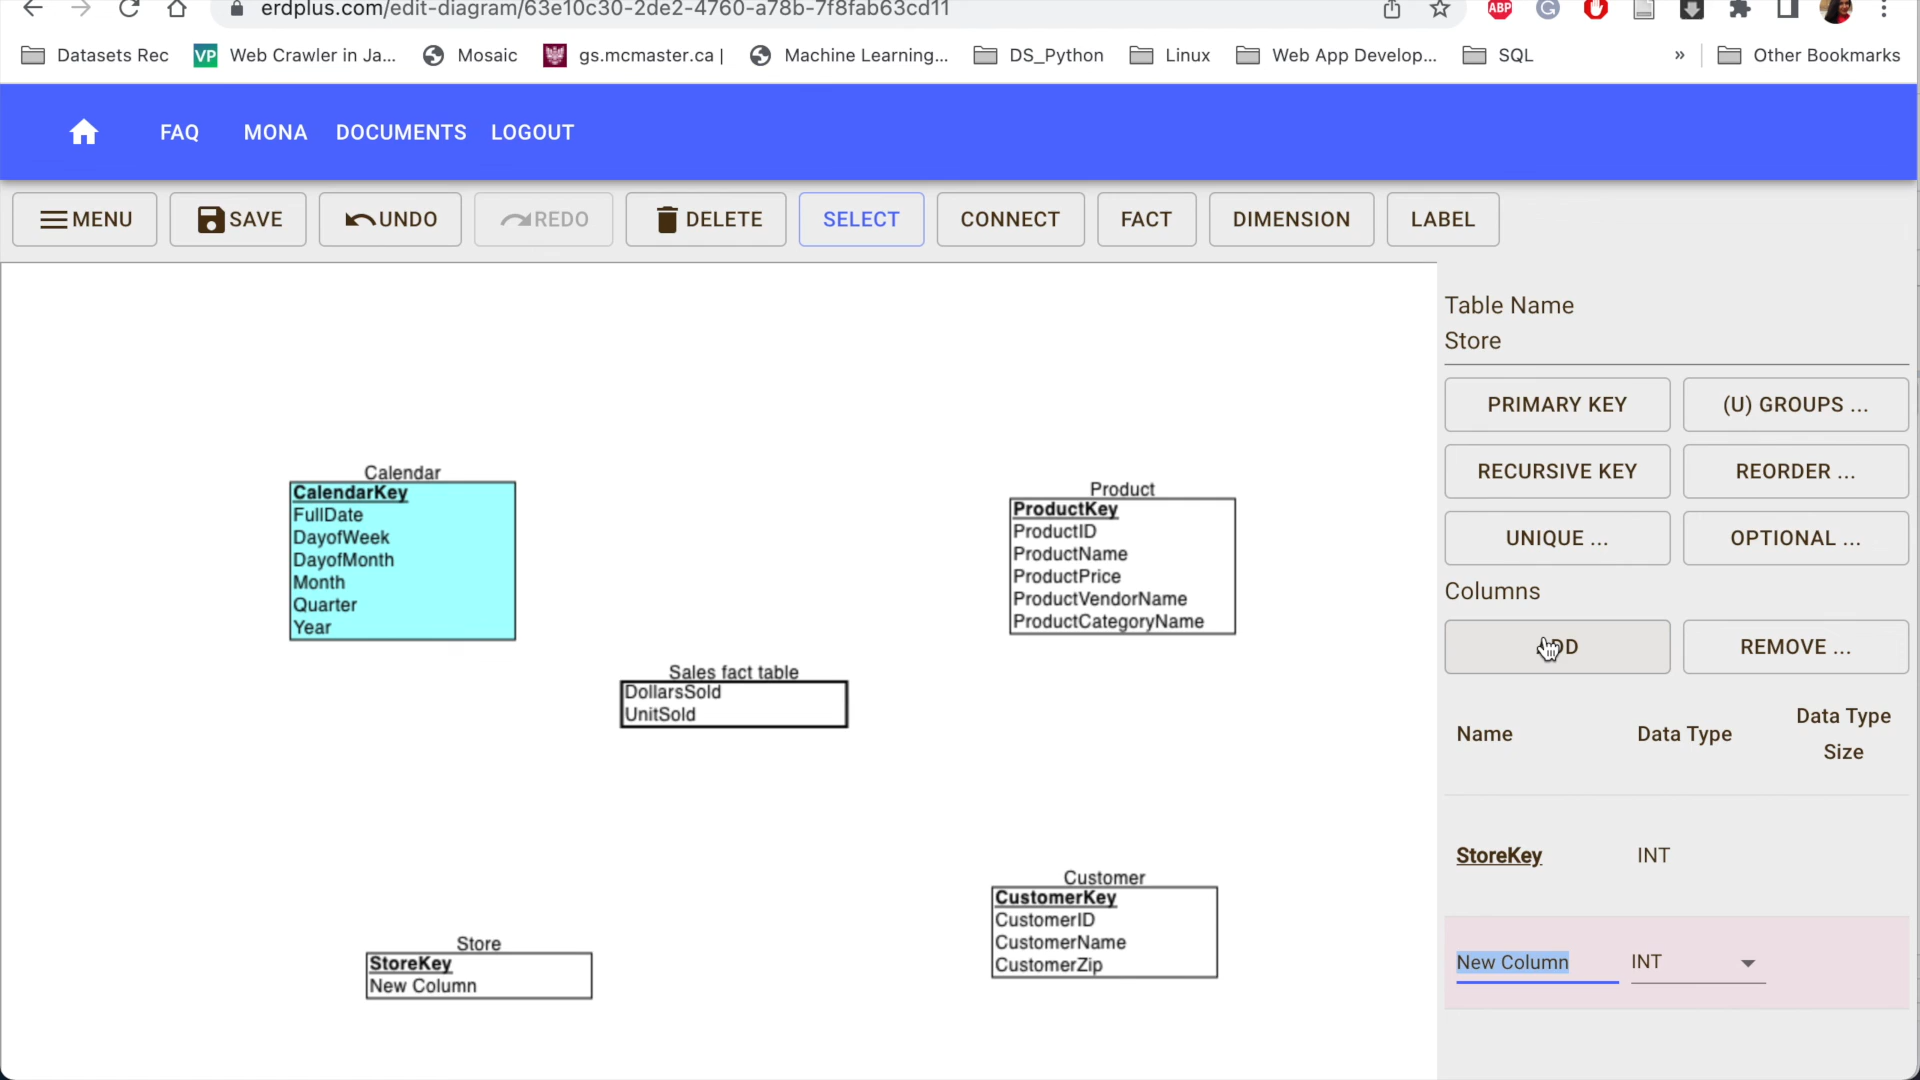 erdplus.com/edit-diagram/63e10c30-2de2-4760-a78b-7f8fab63cd11
ABP
Datasets Rec
VP Web Crawler in Ja...
Mosaic
gs.mcmaster.ca |
Machine Learning...
DS_Python
Linux
Web App Develop...
SQL
»
Other Bookmarks
FAQ
MONA
DOCUMENTS
LOGOUT
MENU
SAVE
UNDO
REDO
DELETE
SELECT
CONNECT
FACT
DIMENSION
LABEL
Calendar
CalendarKey
FullDate
DayofWeek
DayofMonth
Month
Quarter
Year
Product
ProductKey
ProductID
ProductName
ProductPrice
ProductVendorName
ProductCategoryName
Sales fact table
DollarsSold
UnitSold
Store
StoreKey
New Column
Customer
CustomerKey
CustomerID
CustomerName
CustomerZip
Table Name
Store
PRIMARY KEY
(U) GROUPS ...
RECURSIVE KEY
REORDER ...
UNIQUE ...
OPTIONAL ...
Columns
REMOVE ...
Name
Data Type
Data Type
Size
StoreKey
INT
New Column
INT